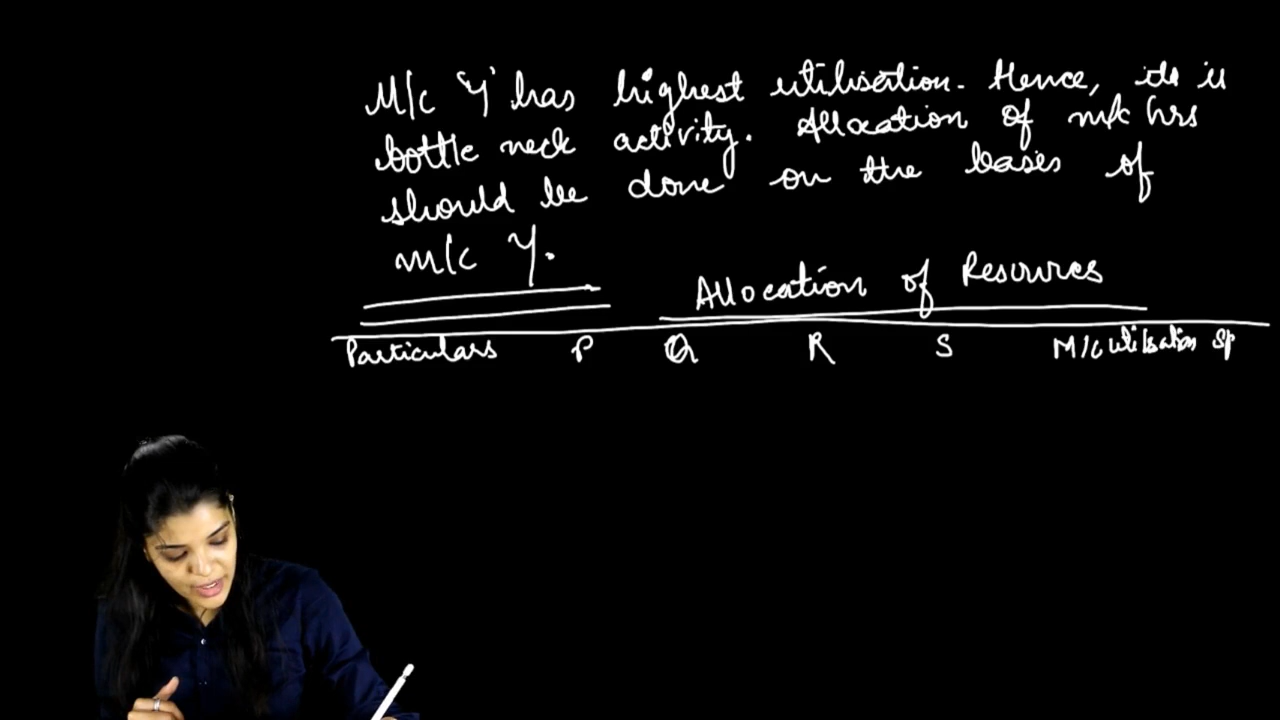 M/c 'Y' has highest utilisation. Hence, its is
bottle neck activity. Allocation of m/c hrs
should be done on the bases of
m/c Y.
Allocation of Resources
Particulars P Q R S M/c utilisation Sp